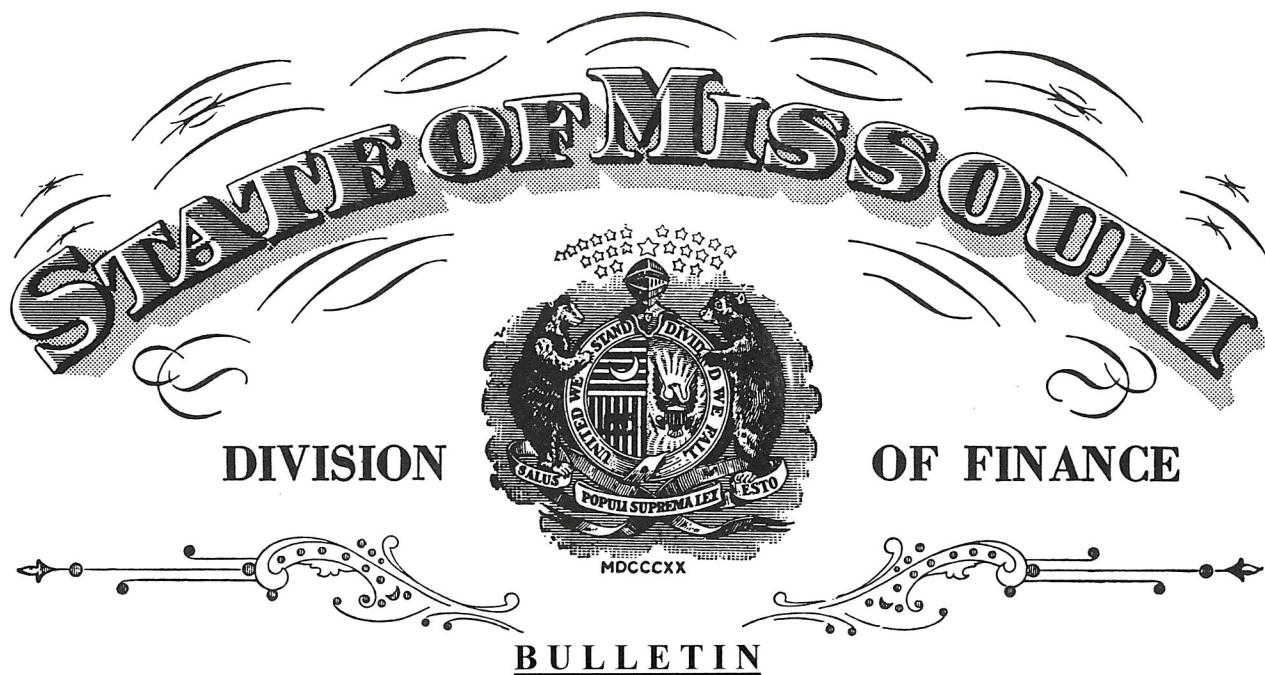 STATE OF MISSOURI
UNITED WE STAND DIVIDED WE FALL
DIVISION
OF FINANCE
SALUS POPULI SUPREMA LEX ESTO
MDCCCXX
BULLETIN